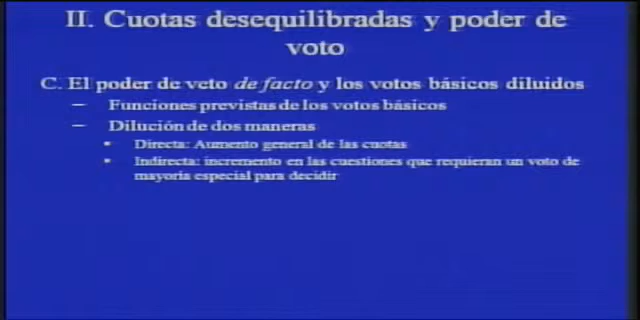 II. Cuotas desequilibradas y poder de
voto
C. El poder de veto de facto y los votos básicos diluidos
– Funciones previstas de los votos básicos
– Dilución de dos maneras
• Directa: Aumento general de las cuotas
• Indirecta: incremento en las cuestiones que requieran un voto de
mayoría especial para decidir